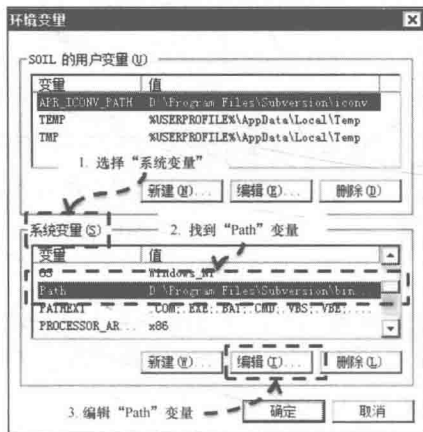 环境变量
SOIL 的用户变量(U)
变量 值
APR_ICONV_PATH D:\Program Files\Subversion\iconv
TEMP %USERPROFILE%\AppData\Local\Temp
TMP %USERPROFILE%\AppData\Local\Temp
1. 选择“系统变量”
新建(N)... 编辑(E)... 删除(D)
系统变量(S)
2. 找到“Path”变量
变量 值
OS Windows_NT
Path D:\Program Files\Subversion\bin...
PATHEXT .COM;.EXE;.BAT;.CMD;.VBS;.VBE;....
PROCESSOR_AR... x86
新建(W)... 编辑(I)... 删除(L)
3. 编辑“Path”变量
确定 取消